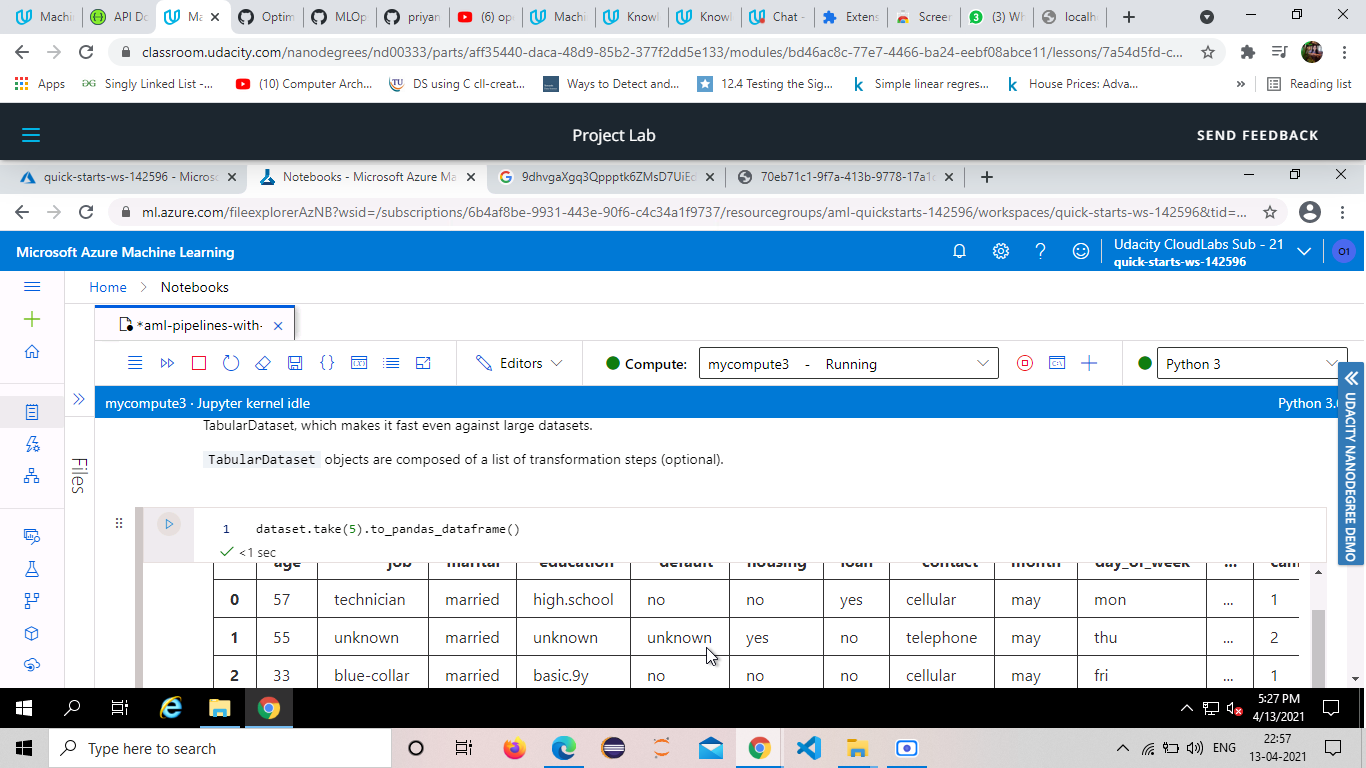 Machin
API Do
Ma
Optim
MLOp
priyan
(6) op
Machi
Knowl
Knowl
Chat -
Extens
Screer
(3) Wh
localh
classroom.udacity.com/nanodegrees/nd00333/parts/aff35440-daca-48d9-85b2-377f2dd5e133/modules/bd46ac8c-77e7-4466-ba24-eebf08abce11/lessons/7a54d5fd-c...
Apps
Singly Linked List -...
(10) Computer Arch...
DS using C cll-creat...
Ways to Detect and...
12.4 Testing the Sig...
Simple linear regres...
House Prices: Adva...
»
Reading list
Project Lab
SEND FEEDBACK
quick-starts-ws-142596 - Micros
Notebooks - Microsoft Azure Ma
9dhvgaXgq3Qppptk6ZMsD7UiEd
70eb71c1-9f7a-413b-9778-17a1
ml.azure.com/fileexplorerAzNB?wsid=/subscriptions/6b4af8be-9931-443e-90f6-c4c34a1f9737/resourcegroups/aml-quickstarts-142596/workspaces/quick-starts-ws-142596&tid=...
Microsoft Azure Machine Learning
Udacity CloudLabs Sub - 21
quick-starts-ws-142596
O1
Home > Notebooks
*aml-pipelines-with-
Editors
Compute:
mycompute3 - Running
Python 3
mycompute3 · Jupyter kernel idle
Python 3.
UDACITY NANODEGREE DEMO
Files
TabularDataset, which makes it fast even against large datasets.
TabularDataset objects are composed of a list of transformation steps (optional).
1 dataset.take(5).to_pandas_dataframe()
<1 sec
age job marital education default housing loan contact month day_of_week ... cam
0 57 technician married high.school no no yes cellular may mon ... 1
1 55 unknown married unknown unknown yes no telephone may thu ... 2
2 33 blue-collar married basic.9y no no no cellular may fri ... 1
5:27 PM
4/13/2021
Type here to search
ENG
22:57
13-04-2021